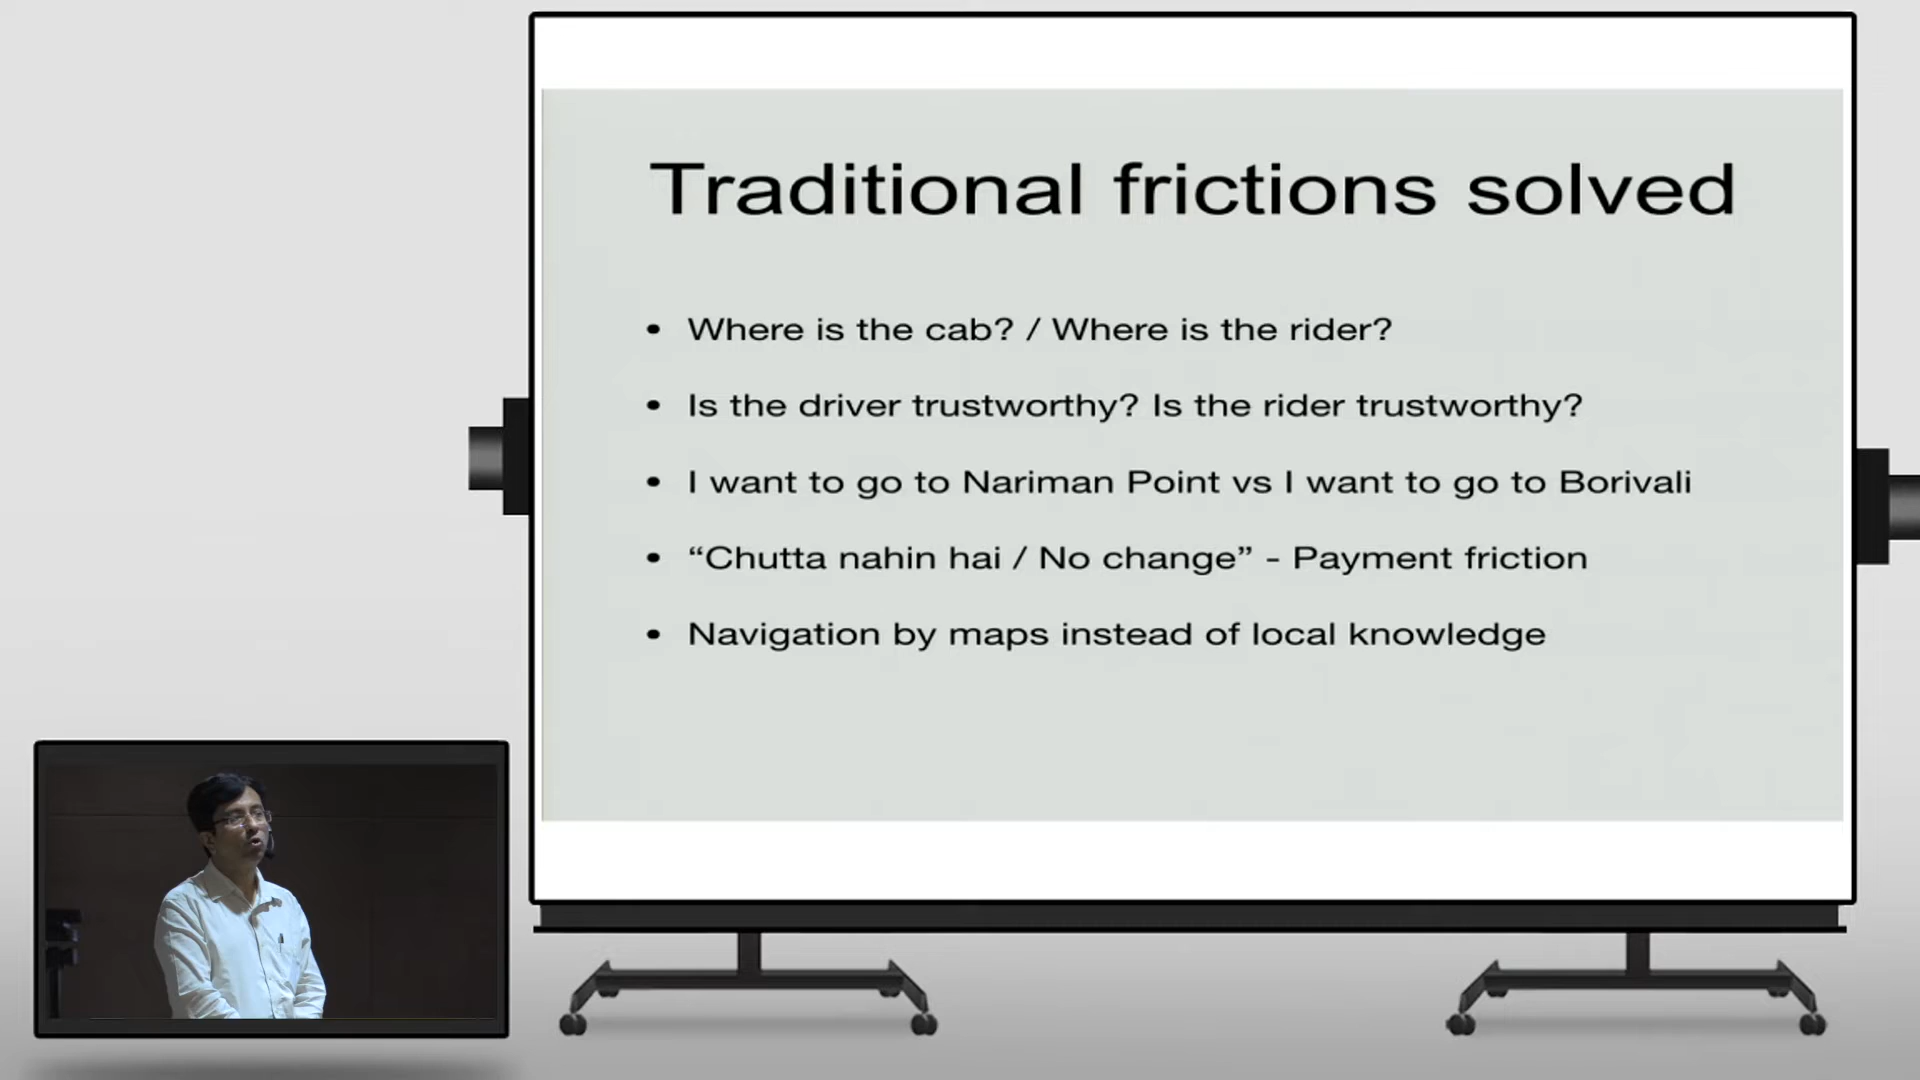 Traditional frictions solved
• Where is the cab? / Where is the rider?
• Is the driver trustworthy? Is the rider trustworthy?
• I want to go to Nariman Point vs I want to go to Borivali
• “Chutta nahin hai / No change” - Payment friction
• Navigation by maps instead of local knowledge